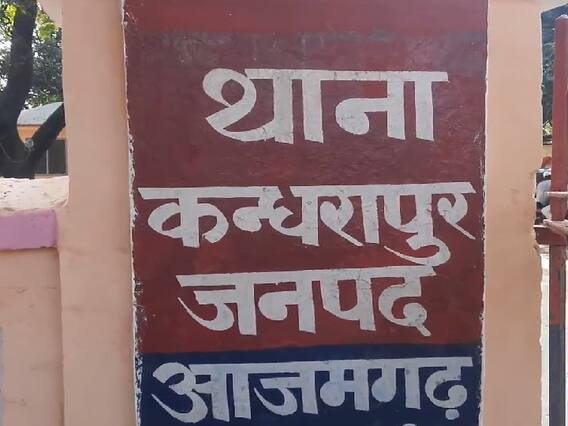 थाना
कन्धरापुर
जनपद
आजमगढ़